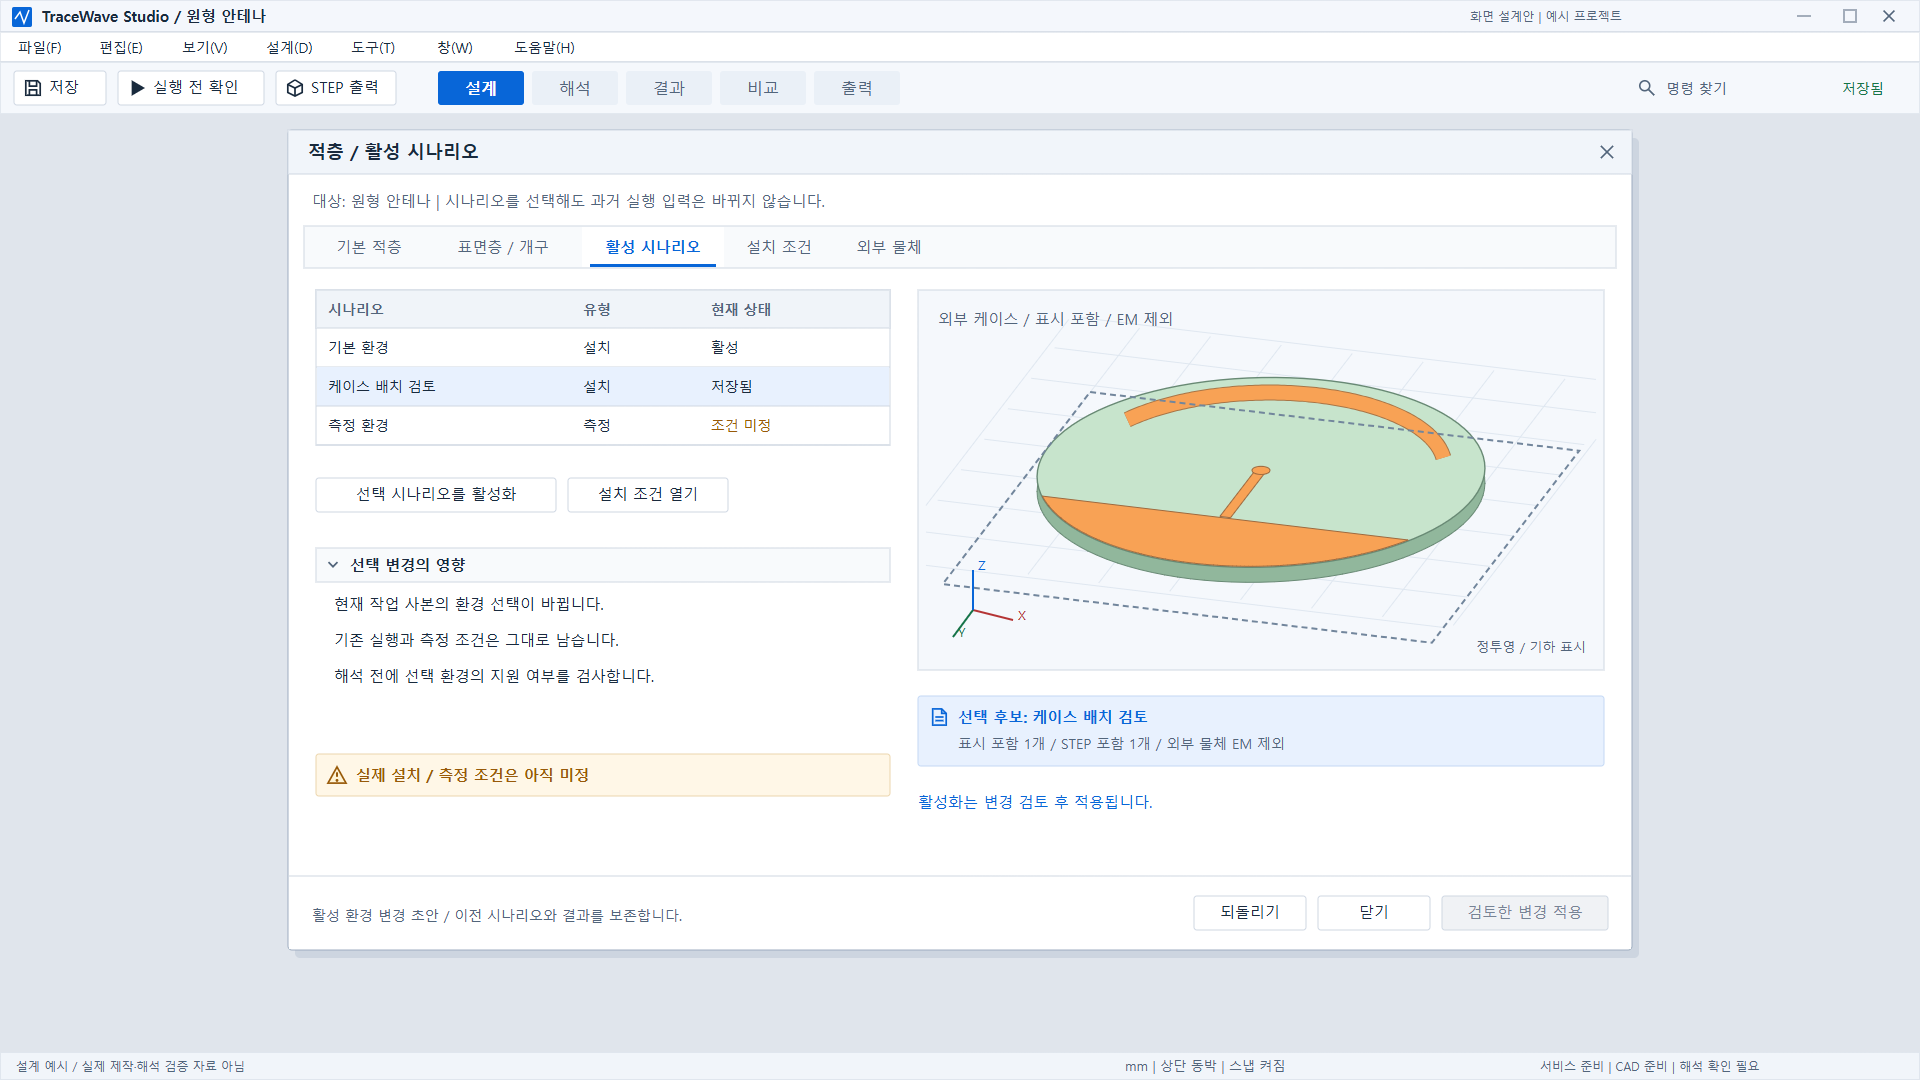 TraceWave Studio / 원형 안테나
화면 설계안 | 예시 프로젝트
파일(F) 편집(E) 보기(V) 설계(D) 도구(T) 창(W) 도움말(H)
저장 실행 전 확인 STEP 출력 설계 해석 결과 비교 출력 명령 찾기 저장됨
적층 / 활성 시나리오
대상: 원형 안테나 | 시나리오를 선택해도 과거 실행 입력은 바뀌지 않습니다.
기본 적층 표면층 / 개구 활성 시나리오 설치 조건 외부 물체
시나리오 유형 현재 상태
기본 환경 설치 활성
케이스 배치 검토 설치 저장됨
측정 환경 측정 조건 미정
선택 시나리오를 활성화 설치 조건 열기
선택 변경의 영향
현재 작업 사본의 환경 선택이 바뀝니다.
기존 실행과 측정 조건은 그대로 남습니다.
해석 전에 선택 환경의 지원 여부를 검사합니다.
실제 설치 / 측정 조건은 아직 미정
외부 케이스 / 표시 포함 / EM 제외
Z
X
Y
정투영 / 기하 표시
선택 후보: 케이스 배치 검토
표시 포함 1개 / STEP 포함 1개 / 외부 물체 EM 제외
활성화는 변경 검토 후 적용됩니다.
활성 환경 변경 초안 / 이전 시나리오와 결과를 보존합니다.
되돌리기 닫기 검토한 변경 적용
설계 예시 / 실제 제작·해석 검증 자료 아님
mm | 상단 동박 | 스냅 켜짐
서비스 준비 | CAD 준비 | 해석 확인 필요